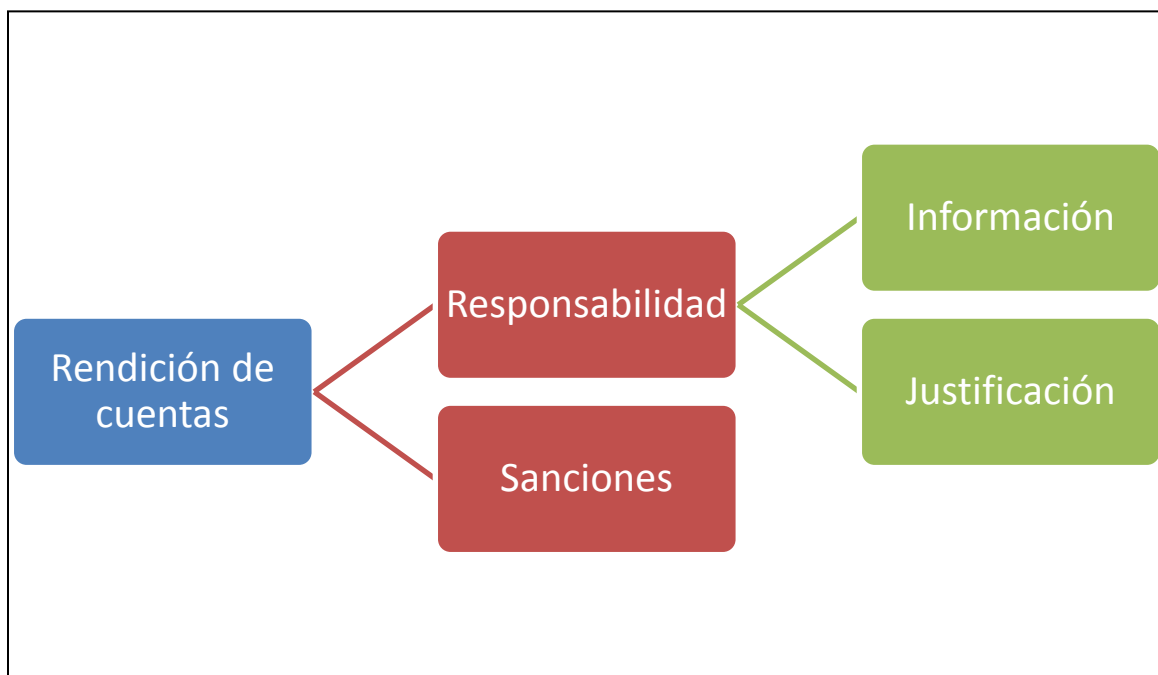 Rendición de
cuentas
Responsabilidad
Sanciones
Información
Justificación